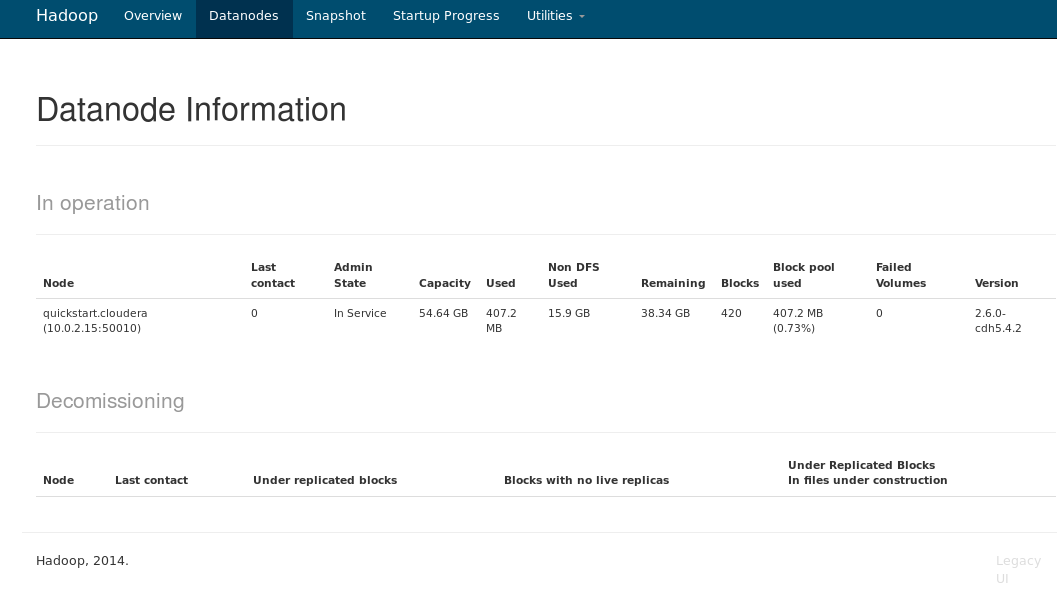 Hadoop Overview Datanodes Snapshot Startup Progress Utilities
Datanode Information
In operation
Node Last contact Admin State Capacity Used Non DFS Used Remaining Blocks Block pool used Failed Volumes Version
quickstart.cloudera (10.0.2.15:50010) 0 In Service 54.64 GB 407.2 MB 15.9 GB 38.34 GB 420 407.2 MB (0.73%) 0 2.6.0-cdh5.4.2
Decomissioning
Node Last contact Under replicated blocks Blocks with no live replicas Under Replicated Blocks In files under construction
Hadoop, 2014. Legacy UI